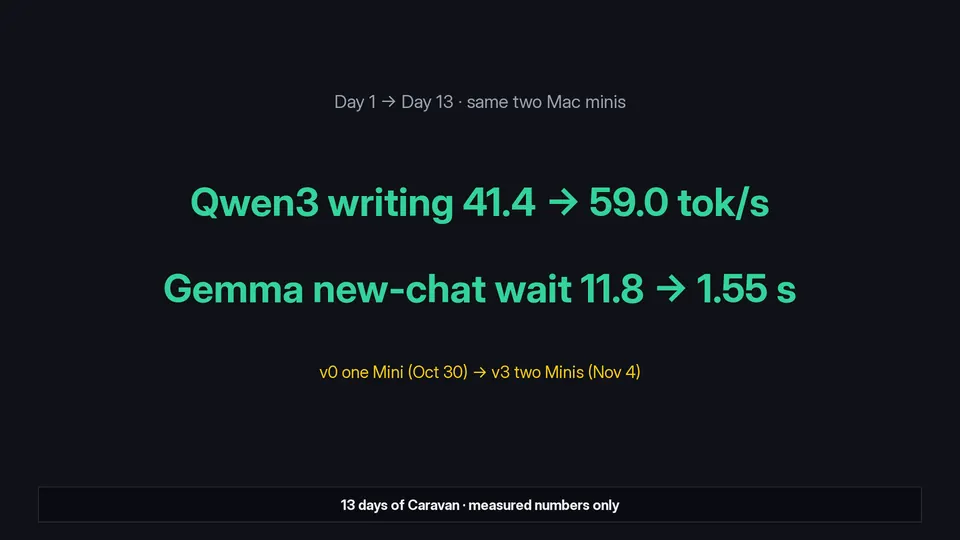 Day 1 → Day 13 · same two Mac minis
Qwen3 writing 41.4 → 59.0 tok/s
Gemma new-chat wait 11.8 → 1.55 s
v0 one Mini (Oct 30) → v3 two Minis (Nov 4)
13 days of Caravan · measured numbers only